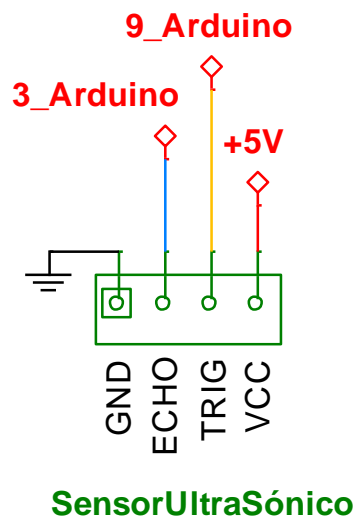 9_Arduino
3_Arduino
+5V
GND
ECHO
TRIG
VCC
SensorUltraSónico